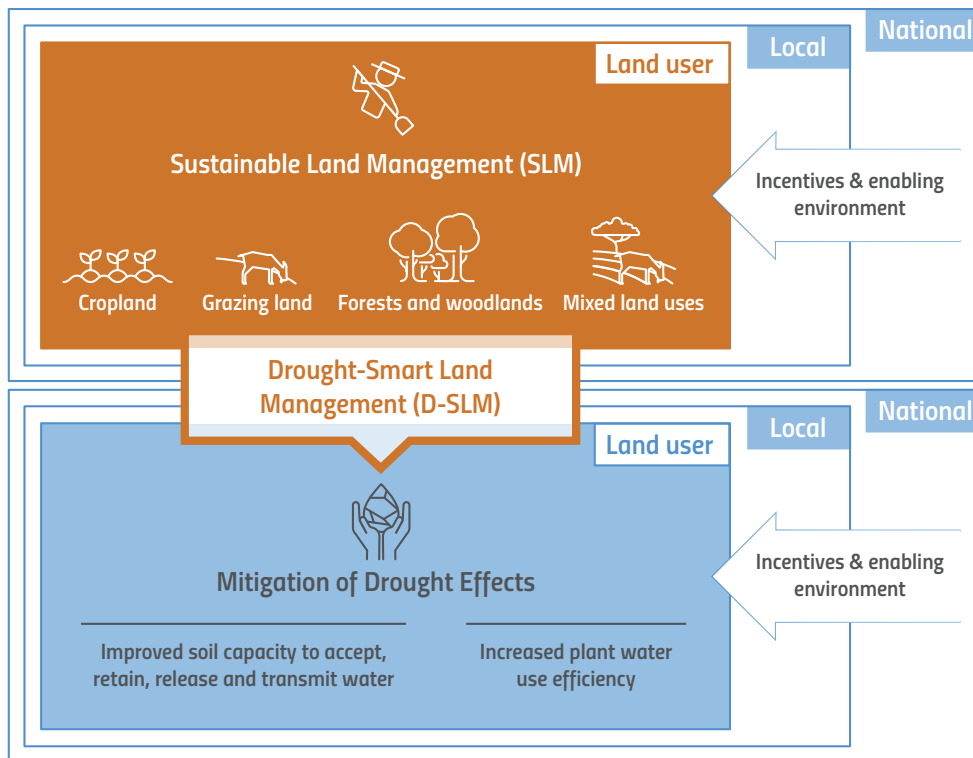 National
Local
Land user
Sustainable Land Management (SLM)
Incentives & enabling
environment
Cropland
Grazing land
Forests and woodlands
Mixed land uses
Drought-Smart Land
Management (D-SLM)
National
Local
Land user
Mitigation of Drought Effects
Incentives & enabling
environment
Improved soil capacity to accept,
retain, release and transmit water
Increased plant water
use efficiency